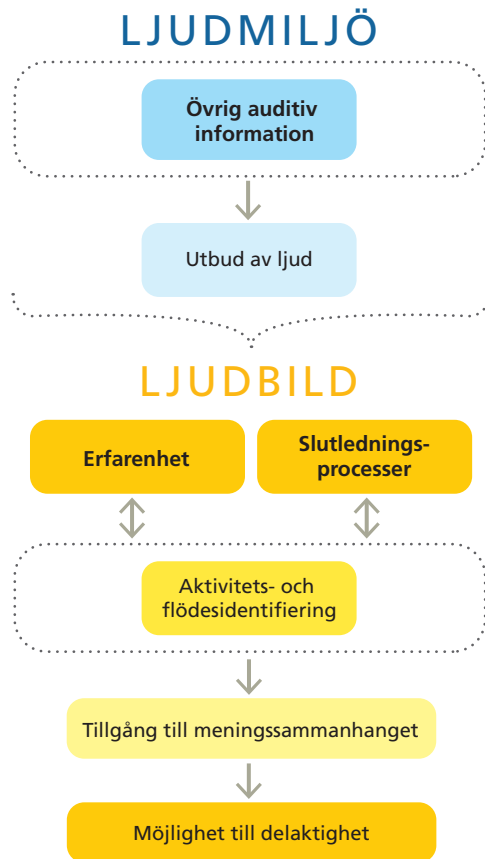 LJUDMILJÖ
Övrig auditiv
information
Utbud av ljud
LJUDBILD
Erfarenhet
Slutlednings-
processer
Aktivitets- och
flödesidentifiering
Tillgång till meningssammanhanget
Möjlighet till delaktighet